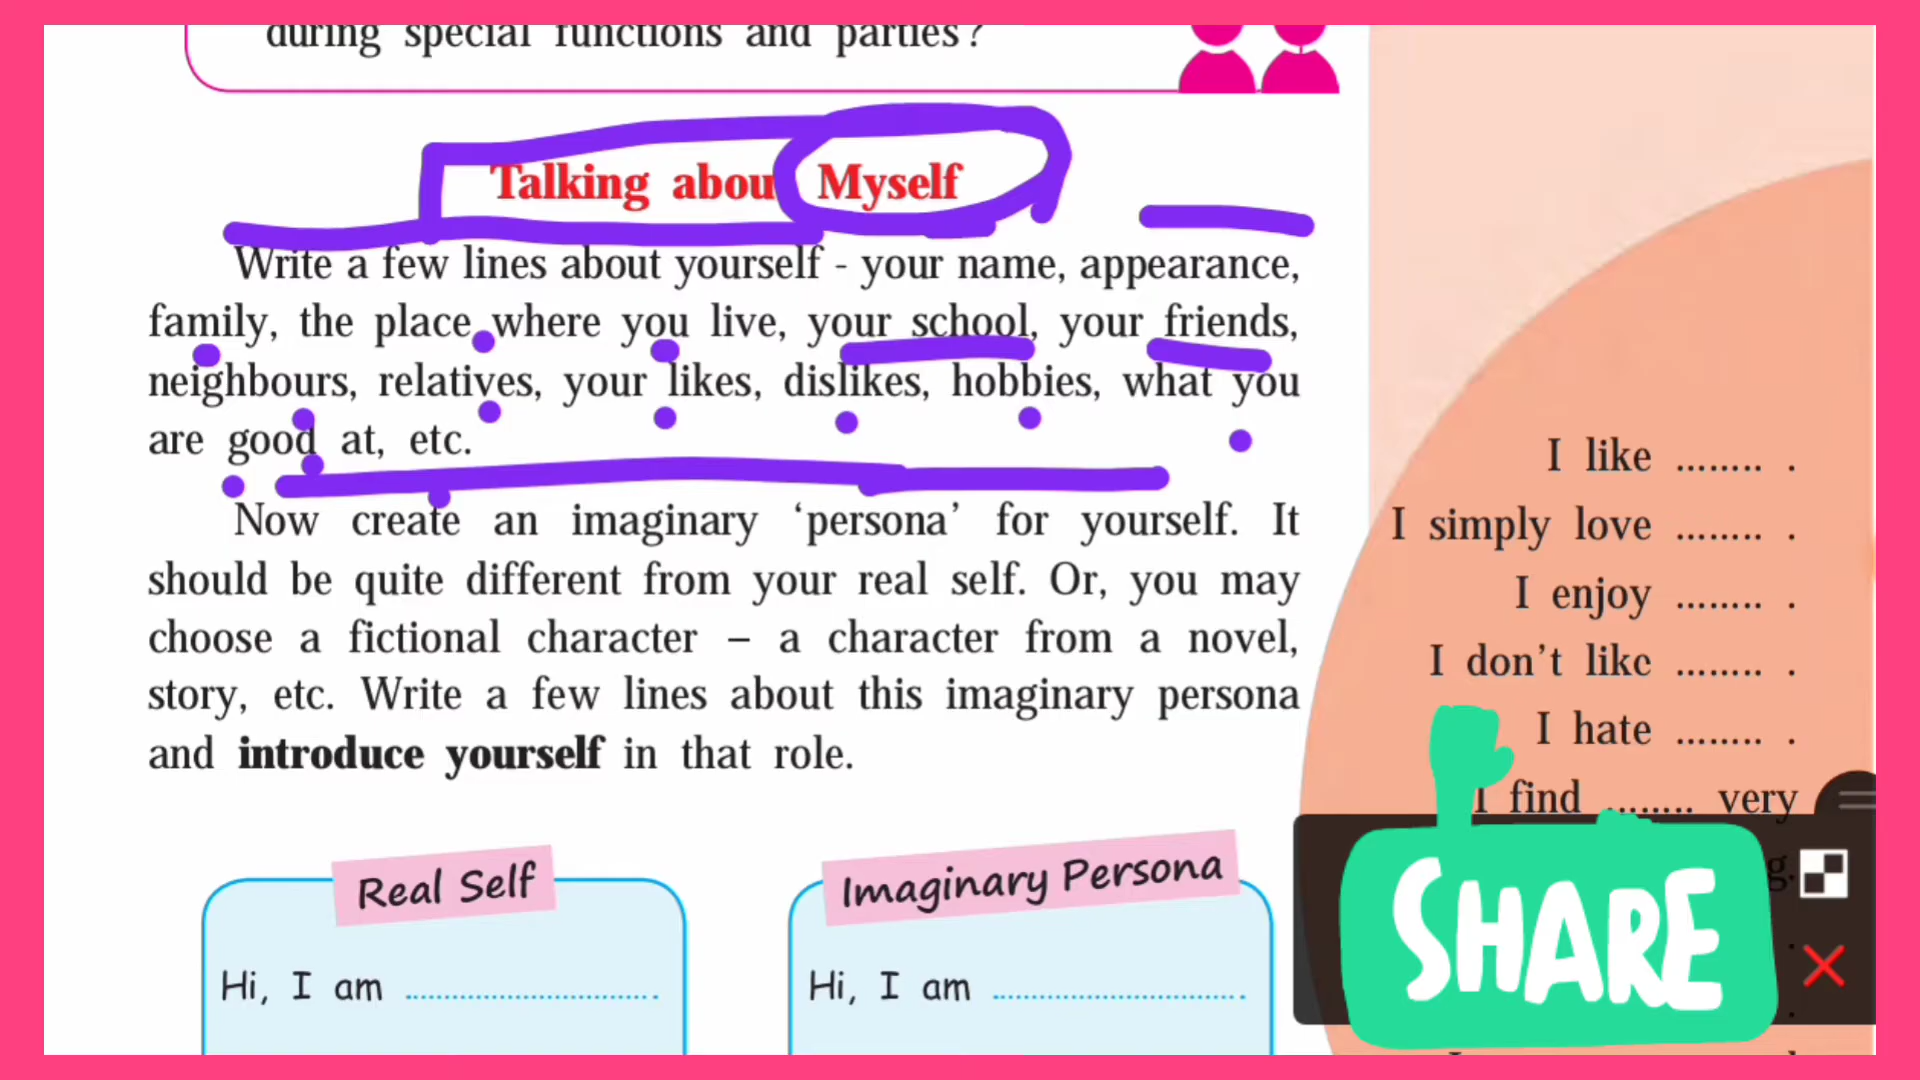 during special functions and parties?
Talking abou Myself
Write a few lines about yourself - your name, appearance,
family, the place where you live, your school, your friends,
neighbours, relatives, your likes, dislikes, hobbies, what you
are good at, etc.
Now create an imaginary ‘persona’ for yourself. It
should be quite different from your real self. Or, you may
choose a fictional character – a character from a novel,
story, etc. Write a few lines about this imaginary persona
and introduce yourself in that role.
I like ........ .
I simply love ........ .
I enjoy ........ .
I don’t like ........ .
I hate ........ .
I find ........ very
Real Self
Hi, I am ............................
Imaginary Persona
Hi, I am ............................
SHARE